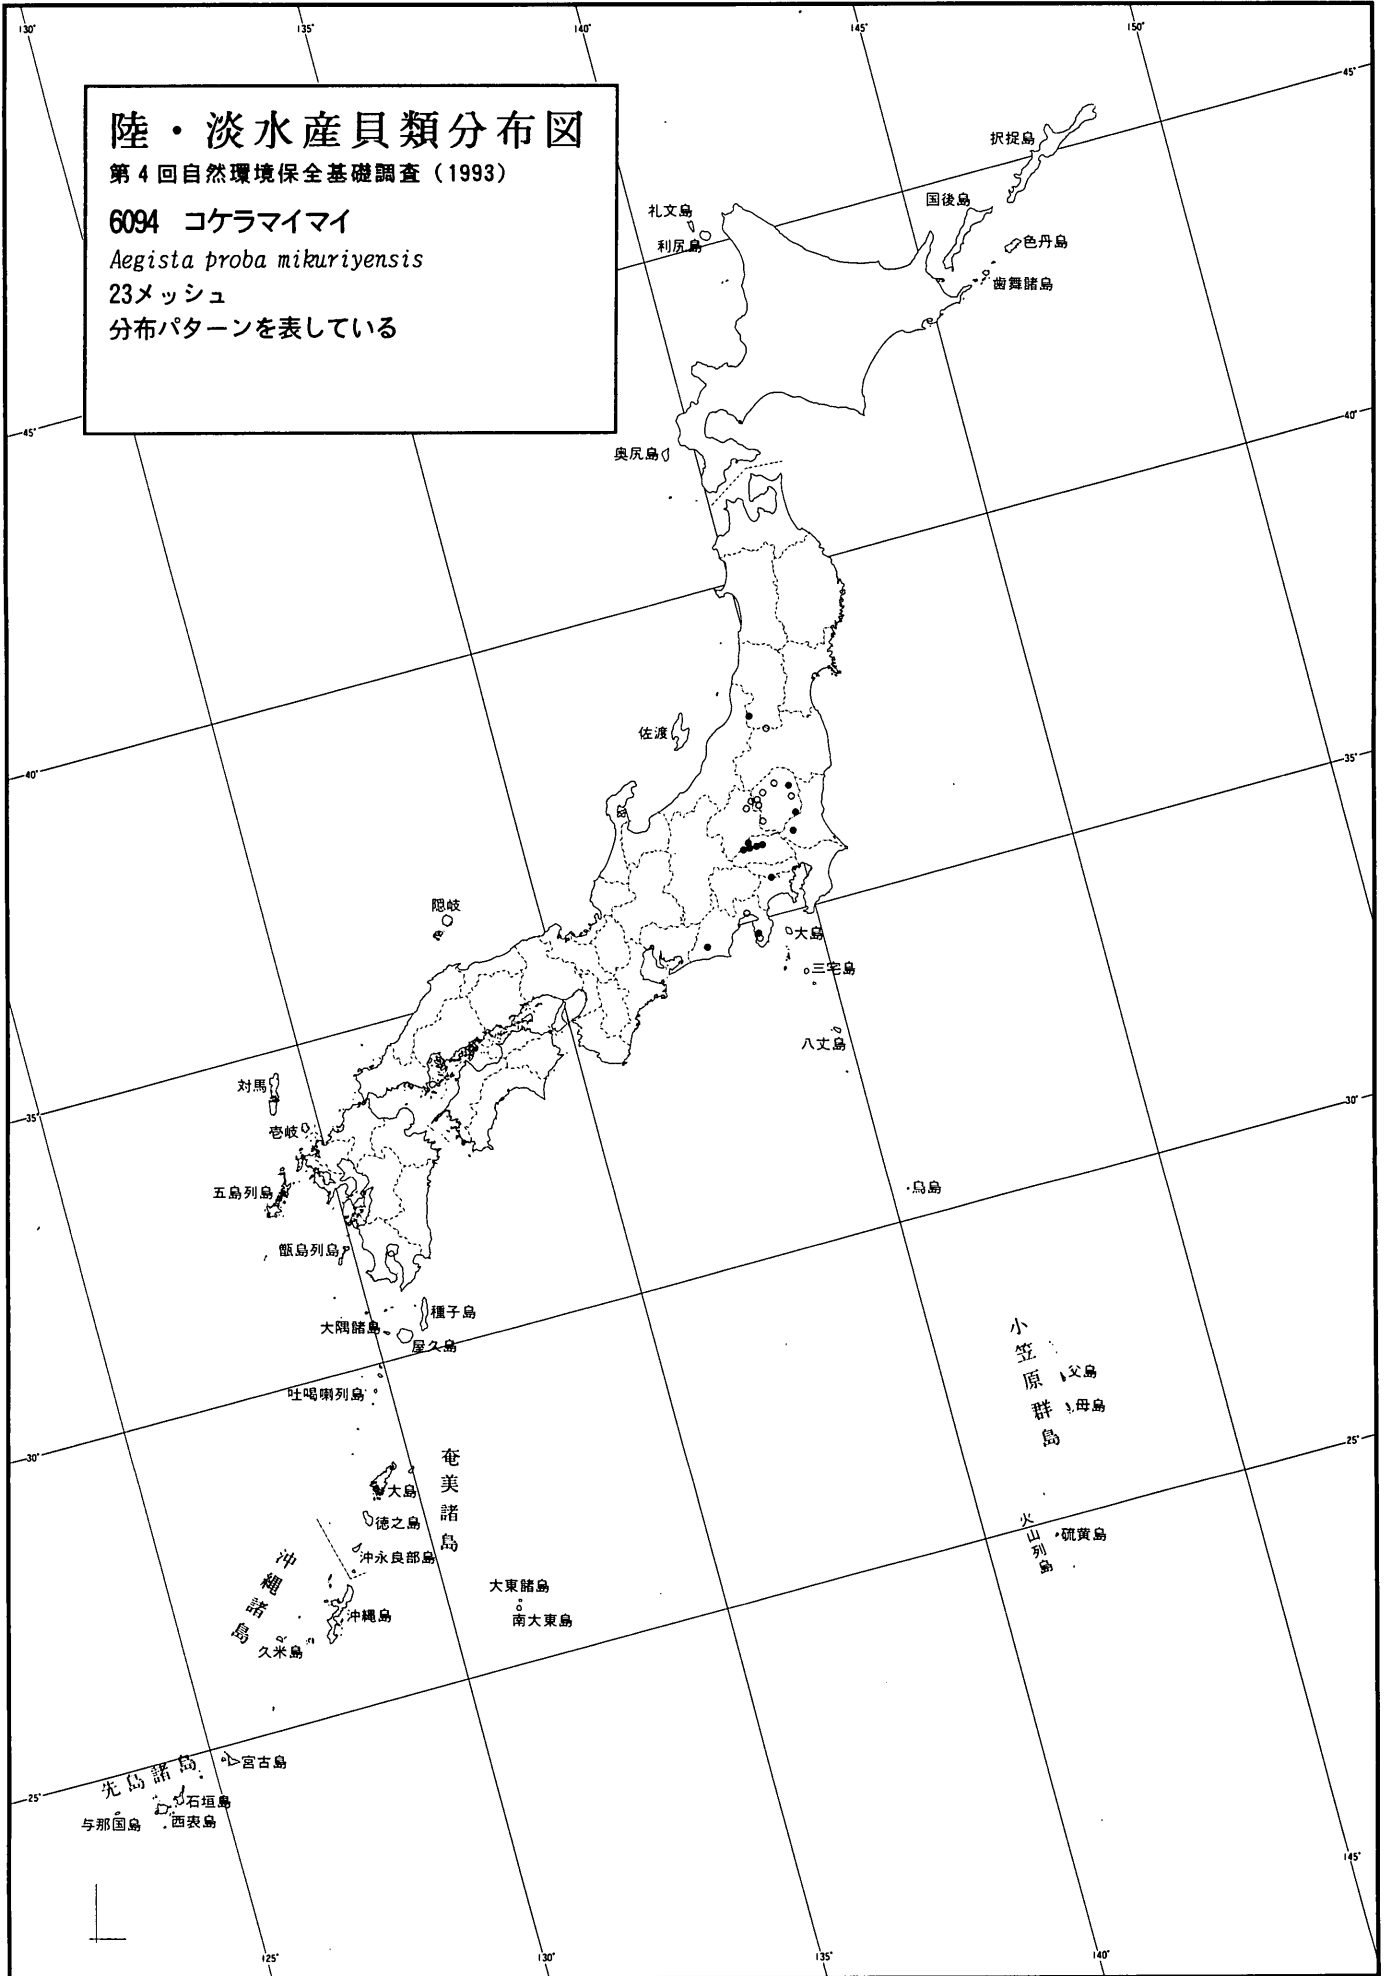 130°
135°
140°
145°
150°
45°
陸・淡水産貝類分布図
第4回自然環境保全基礎調査(1993)
6094 コケラマイマイ
Aegista proba mikuriyensis
23メッシュ
分布パターンを表している
択捉島
国後島
礼文島
利尻島
色丹島
歯舞諸島
40°
45°
奥尻島
佐渡
35°
40°
隠岐
大島
三宅島
八丈島
対馬
35°
壱岐
30°
五島列島
鳥島
甑島列島
種子島
大隅諸島
屋久島
吐噶喇列島
小笠原群島
父島
母島
25°
30°
奄美諸島
大島
徳之島
沖永良部島
火山列島
硫黄島
沖縄諸島
大東諸島
南大東島
沖縄島
久米島
先島諸島
宮古島
25°
石垣島
与那国島
西表島
145°
125°
130°
135°
140°